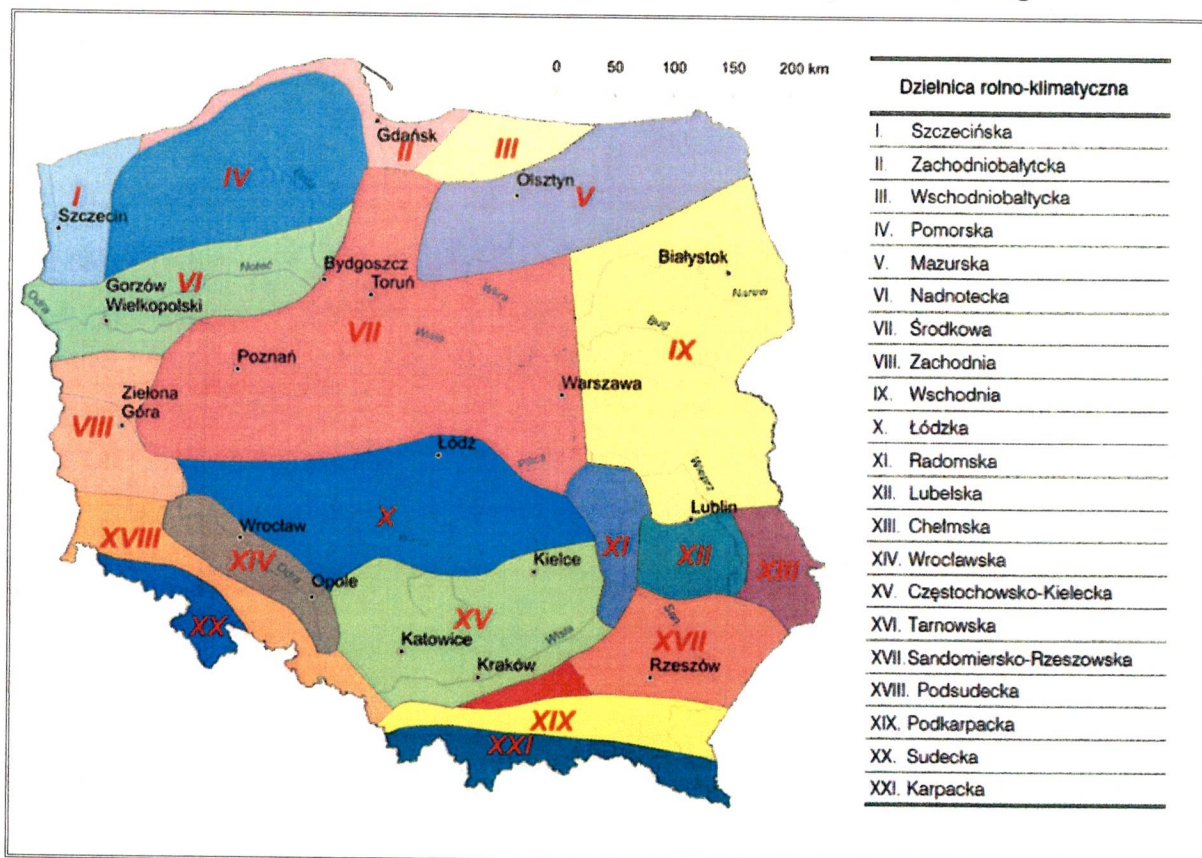 0 50 100 150 200 km
Gdańsk
II
III
IV
Olsztyn
V
I
Szczecin
Białystok
Narew
Bydgoszcz
Toruń
Noteć
VI
Gorzów
Wielkopolski
Odra
Wkra
Wisła
Bug
VII
IX
Poznań
Warszawa
Zielona
Góra
VIII
Łódź
Pilica
Wieprz
Lublin
Wrocław
X
XVIII
XIV
Odra
Opole
Kielce
XI
XII
XIII
XX
XV
Katowice
Kraków
Wisła
San
XVII
Rzeszów
XIX
XXI
Dzielnica rolno-klimatyczna
I. Szczecińska
II. Zachodniobałytcka
III. Wschodniobałtycka
IV. Pomorska
V. Mazurska
VI. Nadnotecka
VII. Środkowa
VIII. Zachodnia
IX. Wschodnia
X. Łódzka
XI. Radomska
XII. Lubelska
XIII. Chełmska
XIV. Wrocławska
XV. Częstochowsko-Kielecka
XVI. Tarnowska
XVII. Sandomiersko-Rzeszowska
XVIII. Podsudecka
XIX. Podkarpacka
XX. Sudecka
XXI. Karpacka